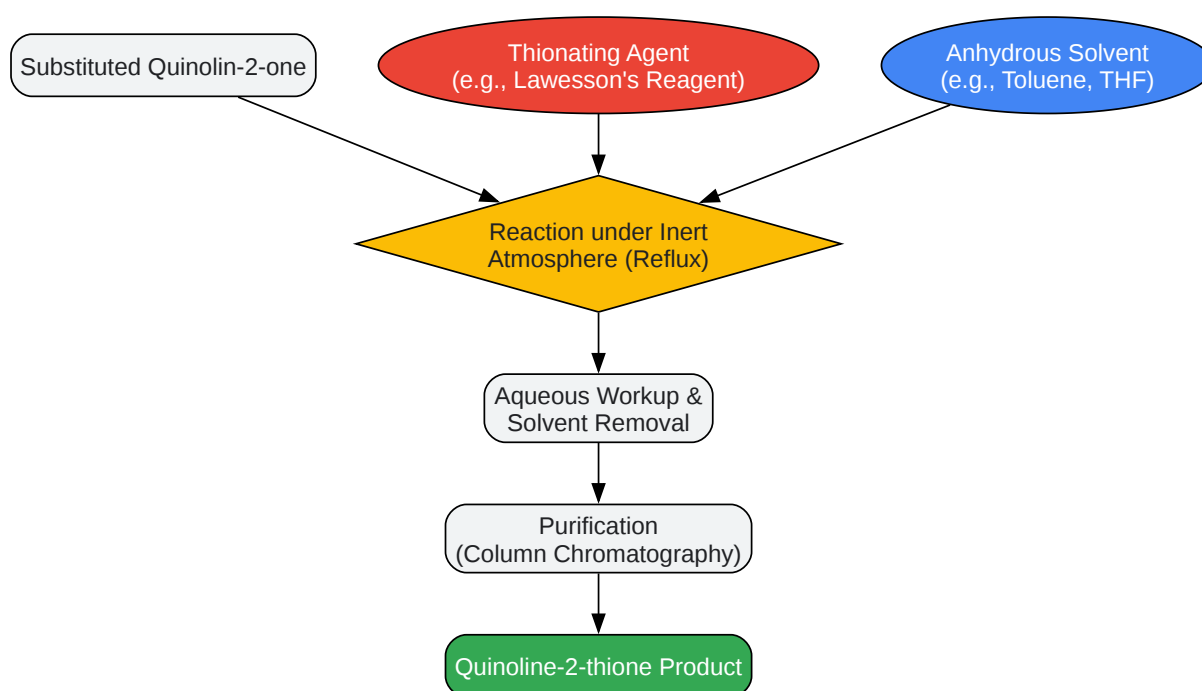 Substituted Quinolin-2-one
Thionating Agent
(e.g., Lawesson's Reagent)
Anhydrous Solvent
(e.g., Toluene, THF)
Reaction under Inert
Atmosphere (Reflux)
Aqueous Workup &
Solvent Removal
Purification
(Column Chromatography)
Quinoline-2-thione Product